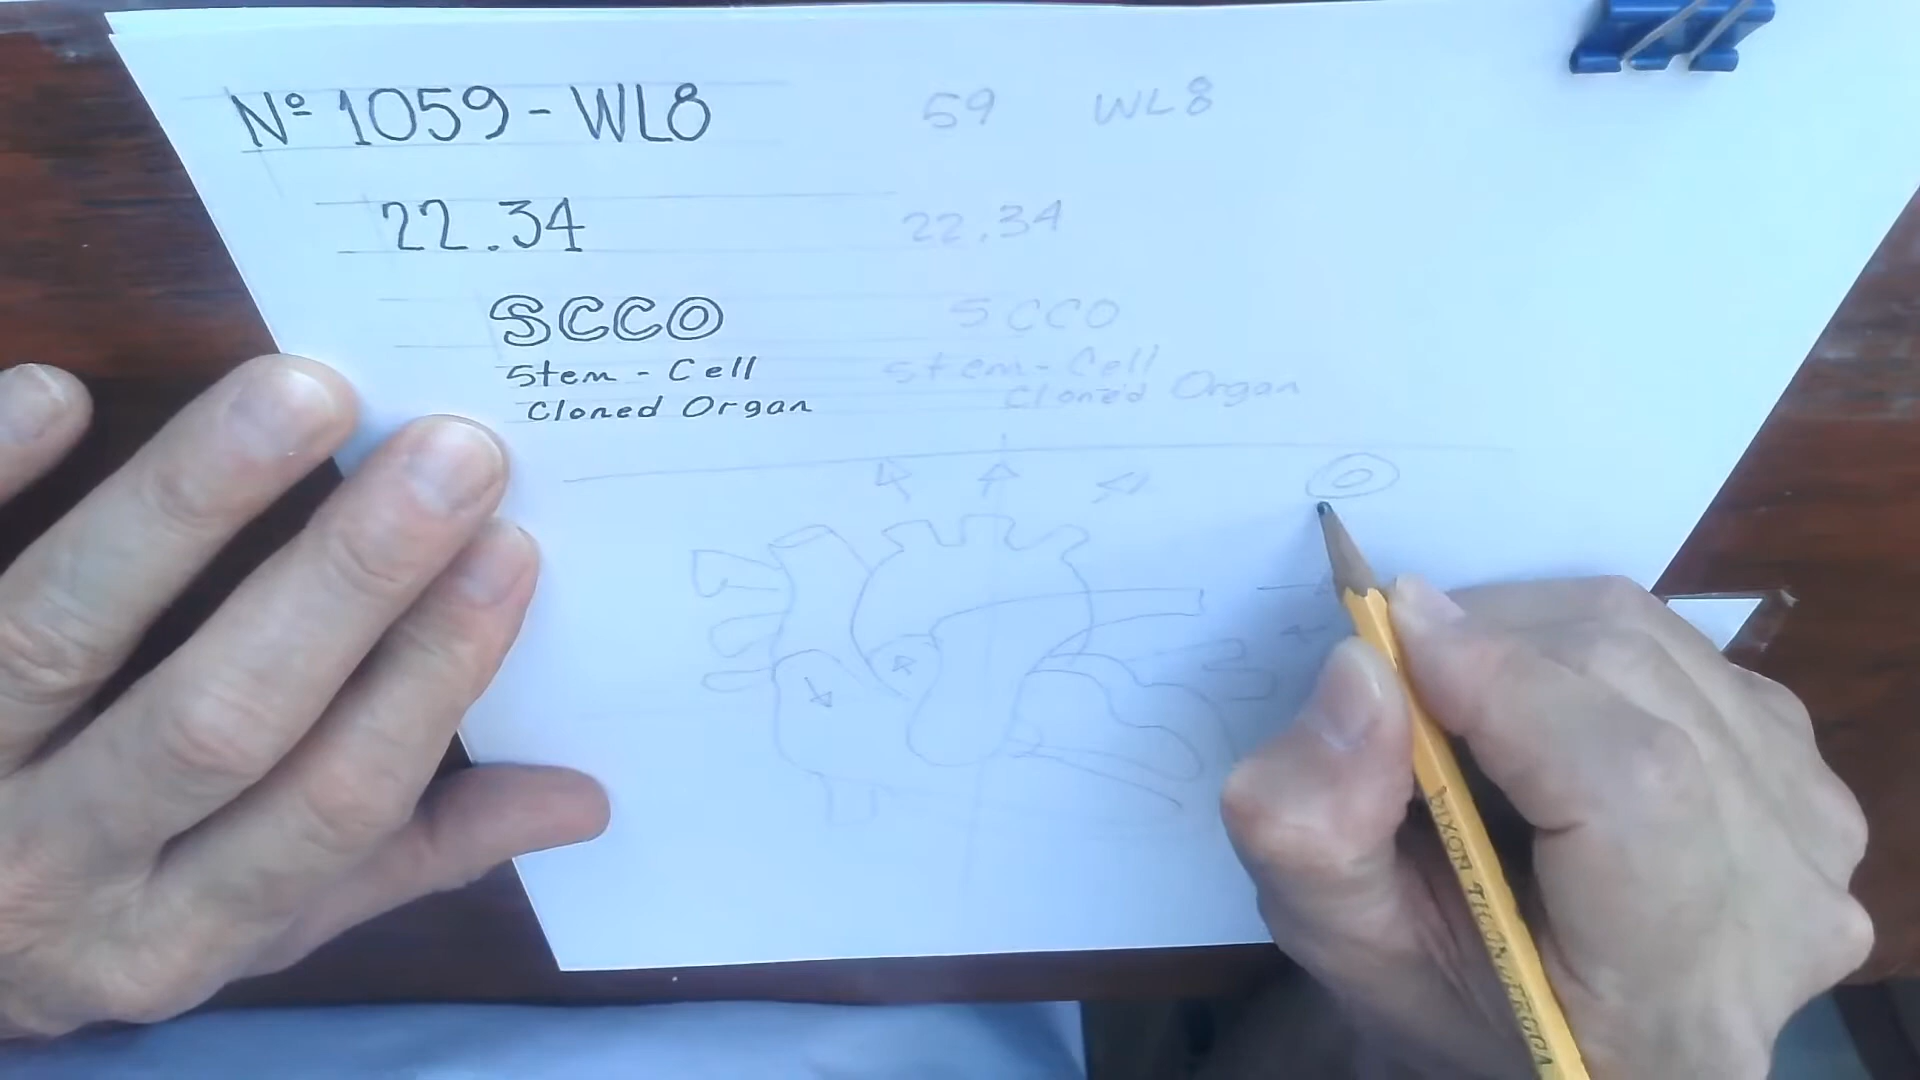 Nº 1059 - WL8 59 WL8
22.34 22.34
SCCO SCCO
Stem - Cell Stem - Cell
Cloned Organ Cloned Organ
DIXON TICONDEROGA